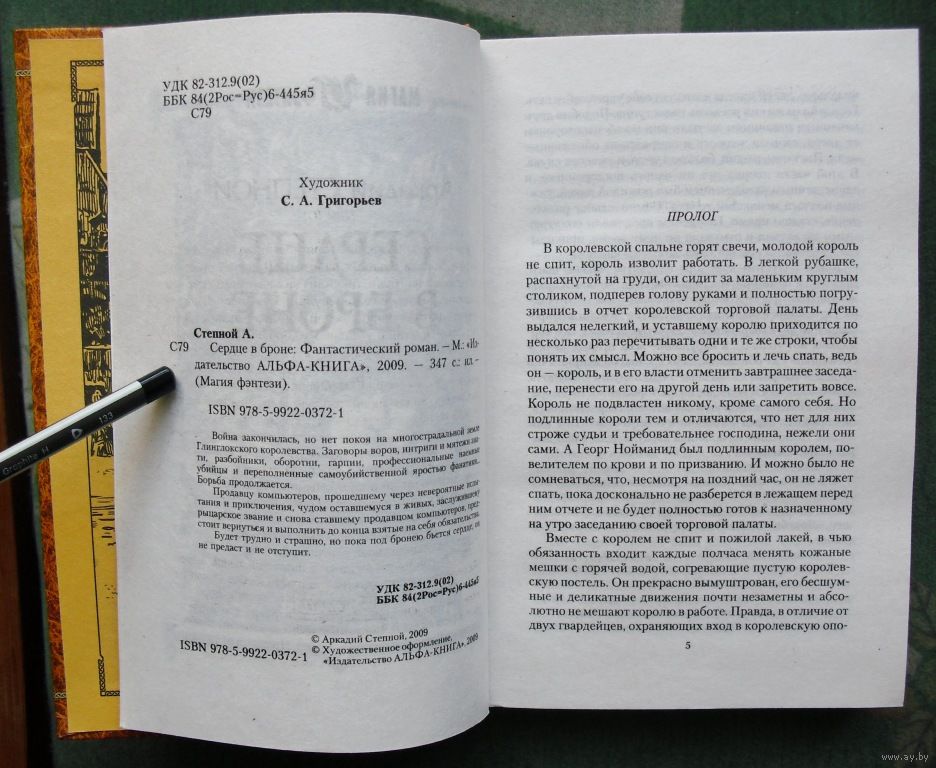 УДК 82-312.9(02)
ББК 84(2Рос=Рус)6-445я5
С79
Художник
С. А. Григорьев
Степной А.
С79 Сердце в броне: Фантастический роман. — М.: «Из-
дательство АЛЬФА-КНИГА», 2009. — 347 с.: ил —
(Магия фэнтези).
ISBN 978-5-9922-0372-1
Война закончилась, но нет покоя на многострадальной земле
Глинглокского королевства. Заговоры воров, интриги и мятежи
ти, разбойники, оборотни, гарпии, профессиональные наемные
убийцы и переполненные самоубийственной яростью
Борьба продолжается.
Продавцу компьютеров, прошедшему через невероятные испы-
тания и приключения, чудом оставшемуся в живых, заслужившему
рыцарское звание и снова ставшему продавцом компьютеров, пред-
стоит вернуться и выполнить до конца взятые на себя обязательства.
Будет трудно и страшно, но пока под бронею бьется сердце, он
не предаст и не отступит.
УДК 82-312.9(02)
ББК 84(2Рос=Рус)6-445я5
© Аркадий Степной, 2009
© Художественное оформление,
ISBN 978-5-9922-0372-1 «Издательство АЛЬФА-КНИГА», 2009
Graphite H 133
ПРОЛОГ
В королевской спальне горят свечи, молодой король
не спит, король изволит работать. В легкой рубашке,
распахнутой на груди, он сидит за маленьким круглым
столиком, подперев голову руками и полностью погру-
зившись в отчет королевской торговой палаты. День
выдался нелегкий, и уставшему королю приходится по
несколько раз перечитывать одни и те же строки, чтобы
понять их смысл. Можно все бросить и лечь спать, ведь
он — король, и в его власти отменить завтрашнее заседа-
ние, перенести его на другой день или запретить вовсе.
Король не подвластен никому, кроме самого себя. Но
подлинные короли тем и отличаются, что нет для них
строже судьи и требовательнее господина, нежели они
сами. А Георг Нойманид был подлинным королем, по-
велителем по крови и по призванию. И можно было не
сомневаться, что, несмотря на поздний час, он не ляжет
спать, пока досконально не разберется в лежащем перед
ним отчете и не будет полностью готов к назначенному
на утро заседанию своей торговой палаты.
Вместе с королем не спит и пожилой лакей, в чью
обязанность входит каждые полчаса менять кожаные
мешки с горячей водой, согревающие пустую королев-
скую постель. Он прекрасно вымуштрован, его бесшум-
ные и деликатные движения почти незаметны и абсо-
лютно не мешают королю в работе. Правда, в отличие от
двух гвардейцев, охраняющих вход в королевскую опо-
5
www.ay.by